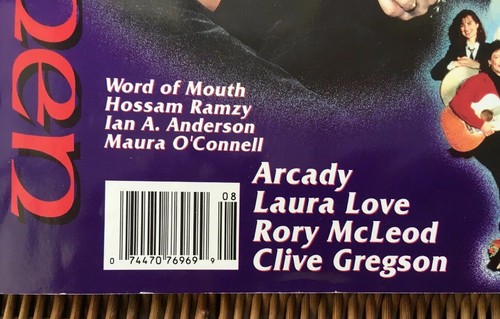 nen
Word of Mouth
Hossam Ramzy
Ian A. Anderson
Maura O'Connell
Arcady
Laura Love
Rory McLeod
Clive Gregson
08
0 74470 76969 9